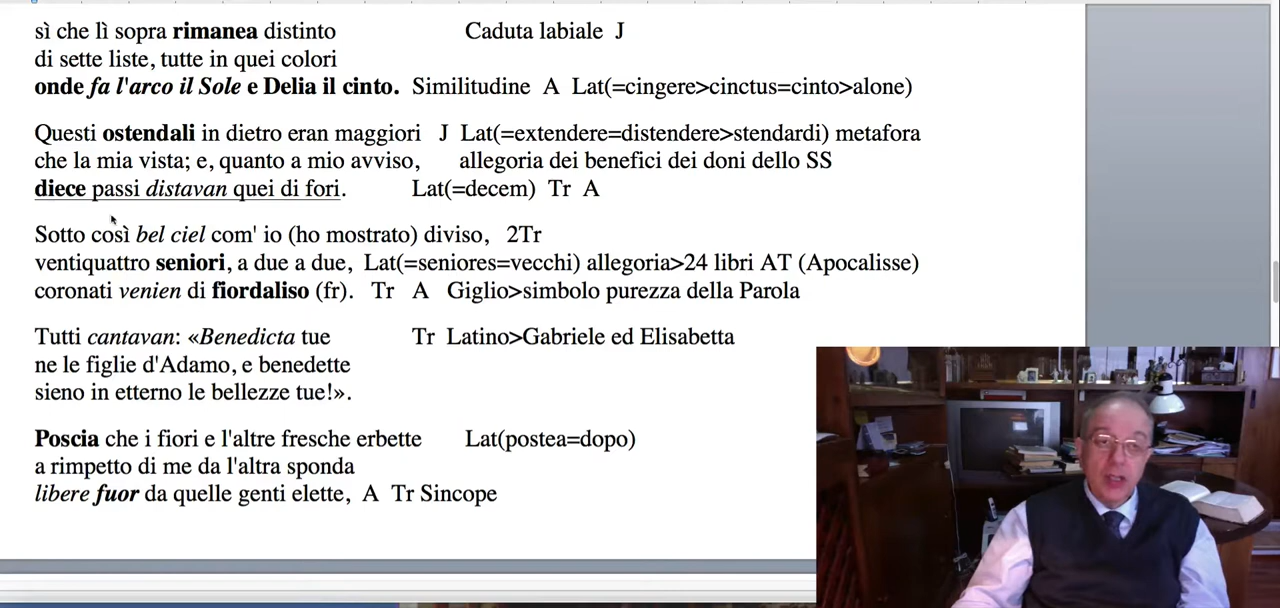 sì che lì sopra rimanea distinto Caduta labiale J
di sette liste, tutte in quei colori
onde fa l'arco il Sole e Delia il cinto. Similitudine A Lat(=cingere>cinctus=cinto>alone)
Questi ostendali in dietro eran maggiori J Lat(=extendere=distendere>stendardi) metafora
che la mia vista; e, quanto a mio avviso, allegoria dei benefici dei doni dello SS
diece passi distavan quei di fori. Lat(=decem) Tr A
Sotto così bel ciel com' io (ho mostrato) diviso, 2Tr
ventiquattro seniori, a due a due, Lat(=seniores=vecchi) allegoria>24 libri AT (Apocalisse)
coronati venien di fiordaliso (fr). Tr A Giglio>simbolo purezza della Parola
Tutti cantavan: «Benedicta tue Tr Latino>Gabriele ed Elisabetta
ne le figlie d'Adamo, e benedette
sieno in etterno le bellezze tue!».
Poscia che i fiori e l'altre fresche erbette Lat(postea=dopo)
a rimpetto di me da l'altra sponda
libere fuor da quelle genti elette, A Tr Sincope